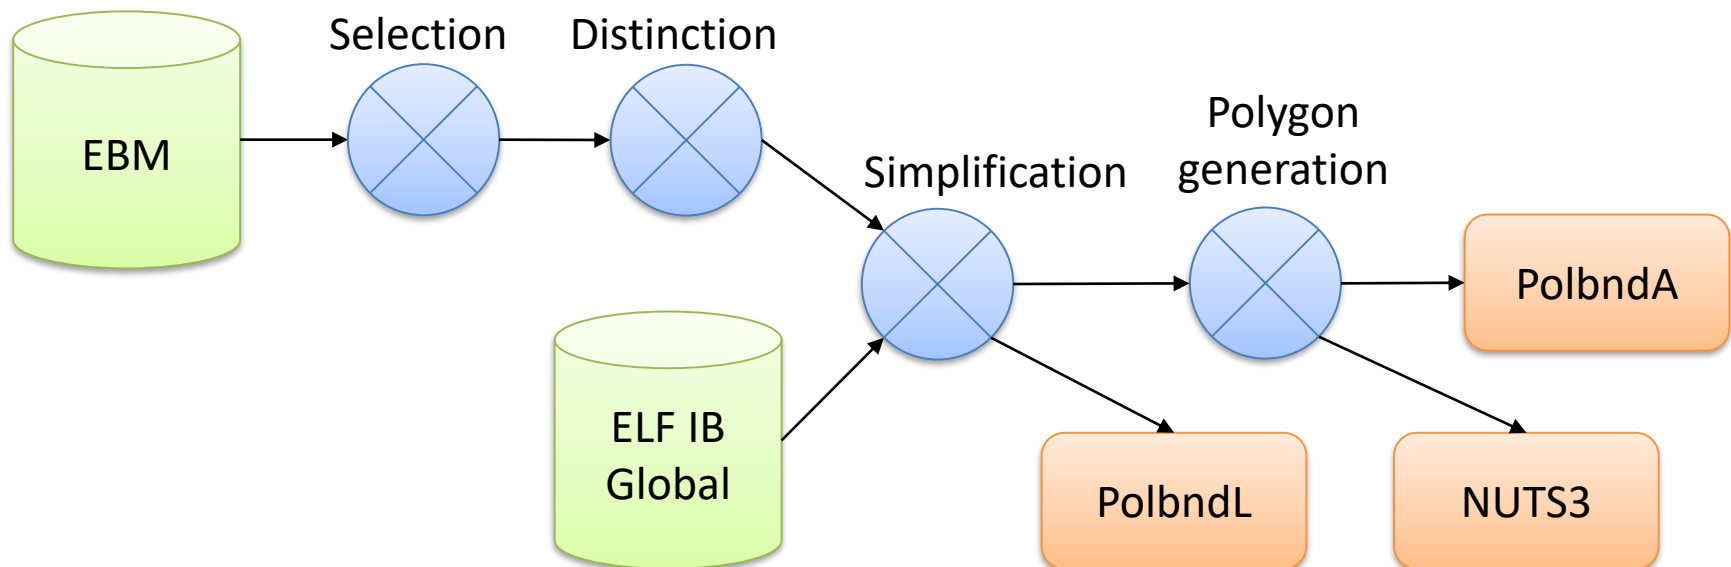 Selection
Distinction
EBM
Simplification
Polygon
generation
PolbndA
ELF IB
Global
PolbndL
NUTS3